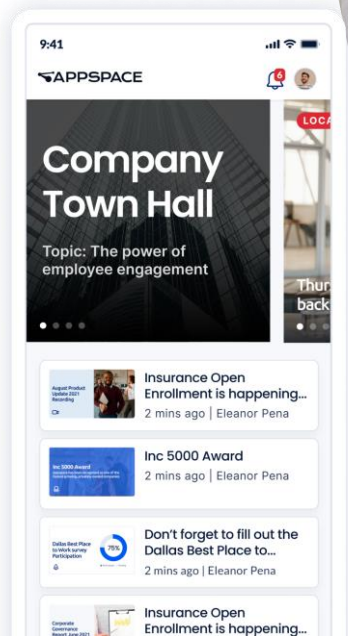 9:41
APPSPACE
6
Company
Town Hall
Topic: The power of
employee engagement
LOCA
Thur
back
August Product
Update 2021
Recording
Insurance Open
Enrollment is happening...
2 mins ago | Eleanor Pena
Inc 5000 Award
Inc 5000 Award
2 mins ago | Eleanor Pena
Dallas Best Place
to Work survey
Participation
75%
Don't forget to fill out the
Dallas Best Place to...
2 mins ago | Eleanor Pena
Corporate
Governance
Report June 2021
Insurance Open
Enrollment is happening...